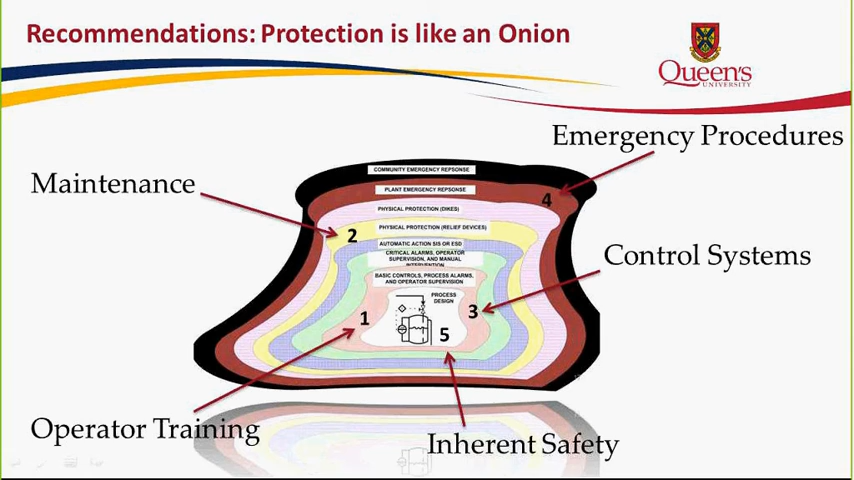 Recommendations: Protection is like an Onion
Queen's
UNIVERSITY
Emergency Procedures
Maintenance
COMMUNITY EMERGENCY REPSONSE
PLANT EMERGENCY REPSONSE
4
PHYSICAL PROTECTION (DIKES)
2
PHYSICAL PROTECTION (RELIEF DEVICES)
AUTOMATIC ACTION SIS OR ESD
CRITICAL ALARMS, OPERATOR
SUPERVISION, AND MANUAL
INTERVENTION
Control Systems
BASIC CONTROLS, PROCESS ALARMS,
AND OPERATOR SUPERVISION
PROCESS
DESIGN
1
3
5
Operator Training
Inherent Safety